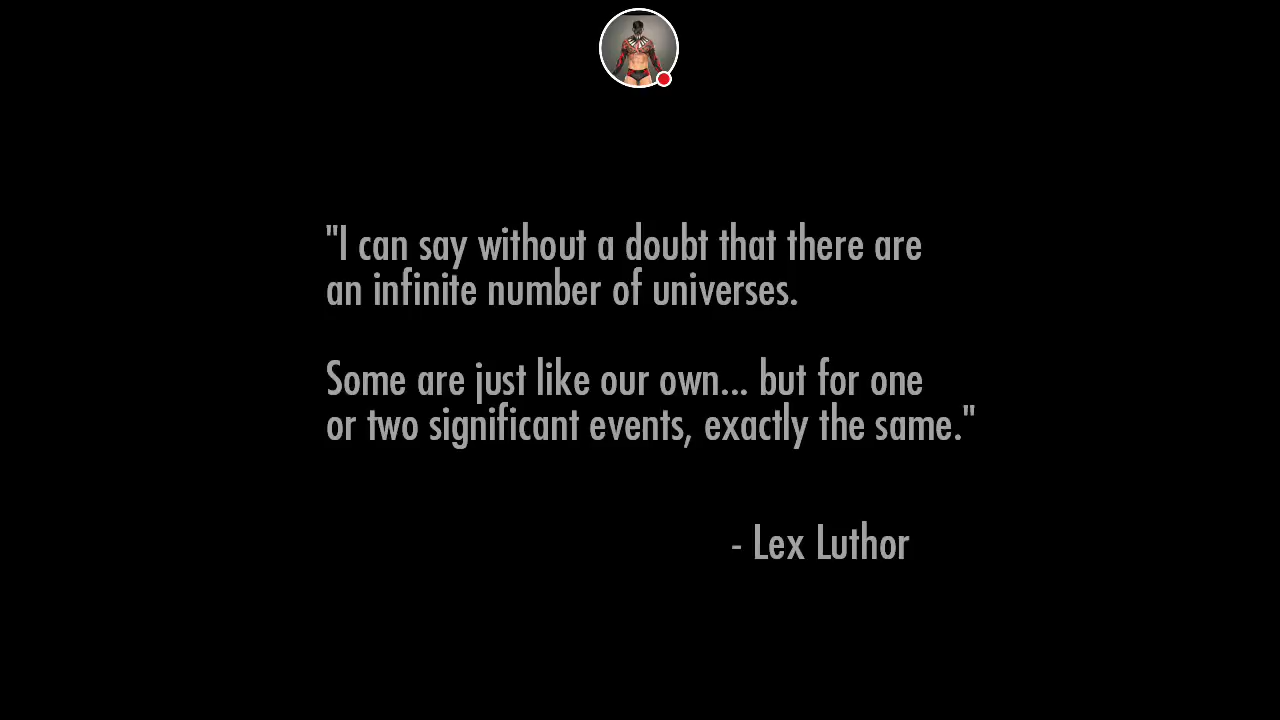 "I can say without a doubt that there are
an infinite number of universes.
Some are just like our own... but for one
or two significant events, exactly the same."
- Lex Luthor